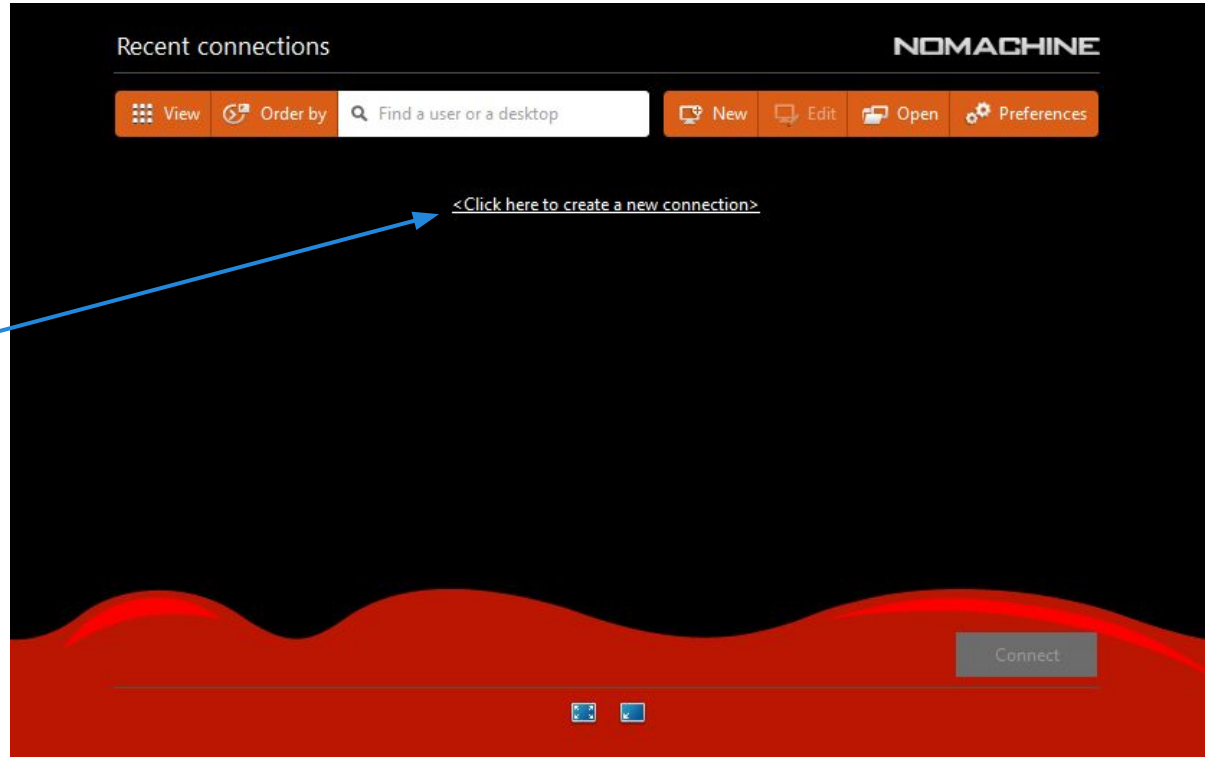 Recent connections NOMACHINE
View Order by Find a user or a desktop New Edit Open Preferences
<Click here to create a new connection>
Connect